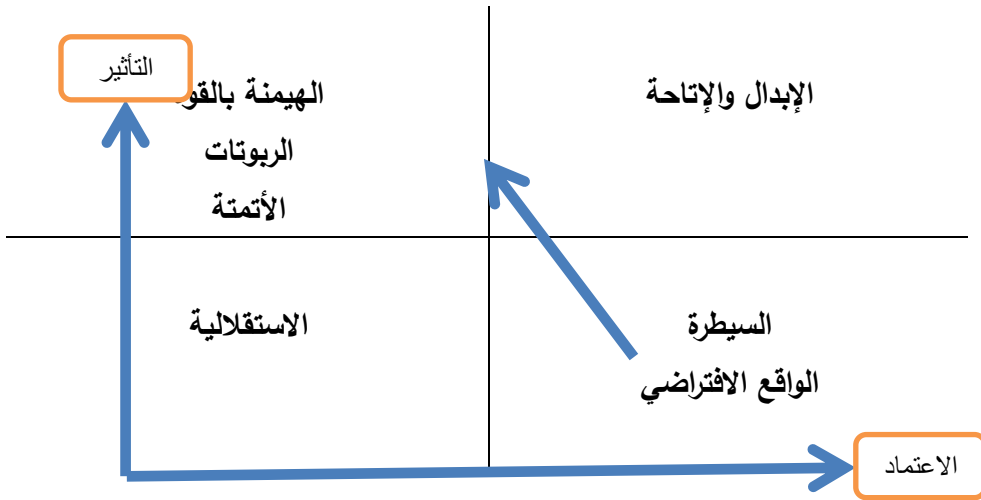 التأثير
الإبدال والإتاحة
الهيمنة بالقو
الربوتات
الأتمتة
السيطرة
الواقع الافتراضي
الاستقلالية
الاعتماد